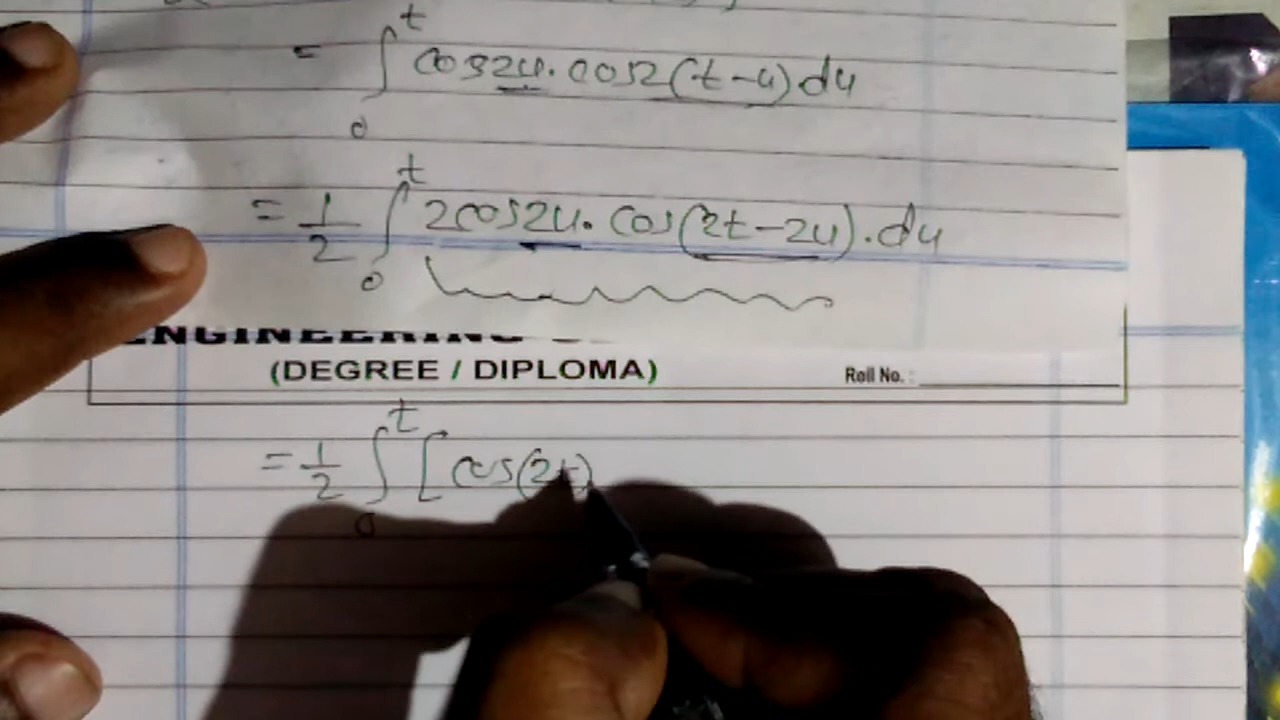 = ∫₀ᵗ cos2u.cos2(t-u)du
= 1/2 ∫₀ᵗ 2cos2u.cos(2t-2u).du
(DEGREE / DIPLOMA)
Roll No. :
= 1/2 ∫₀ᵗ [cos(2t)